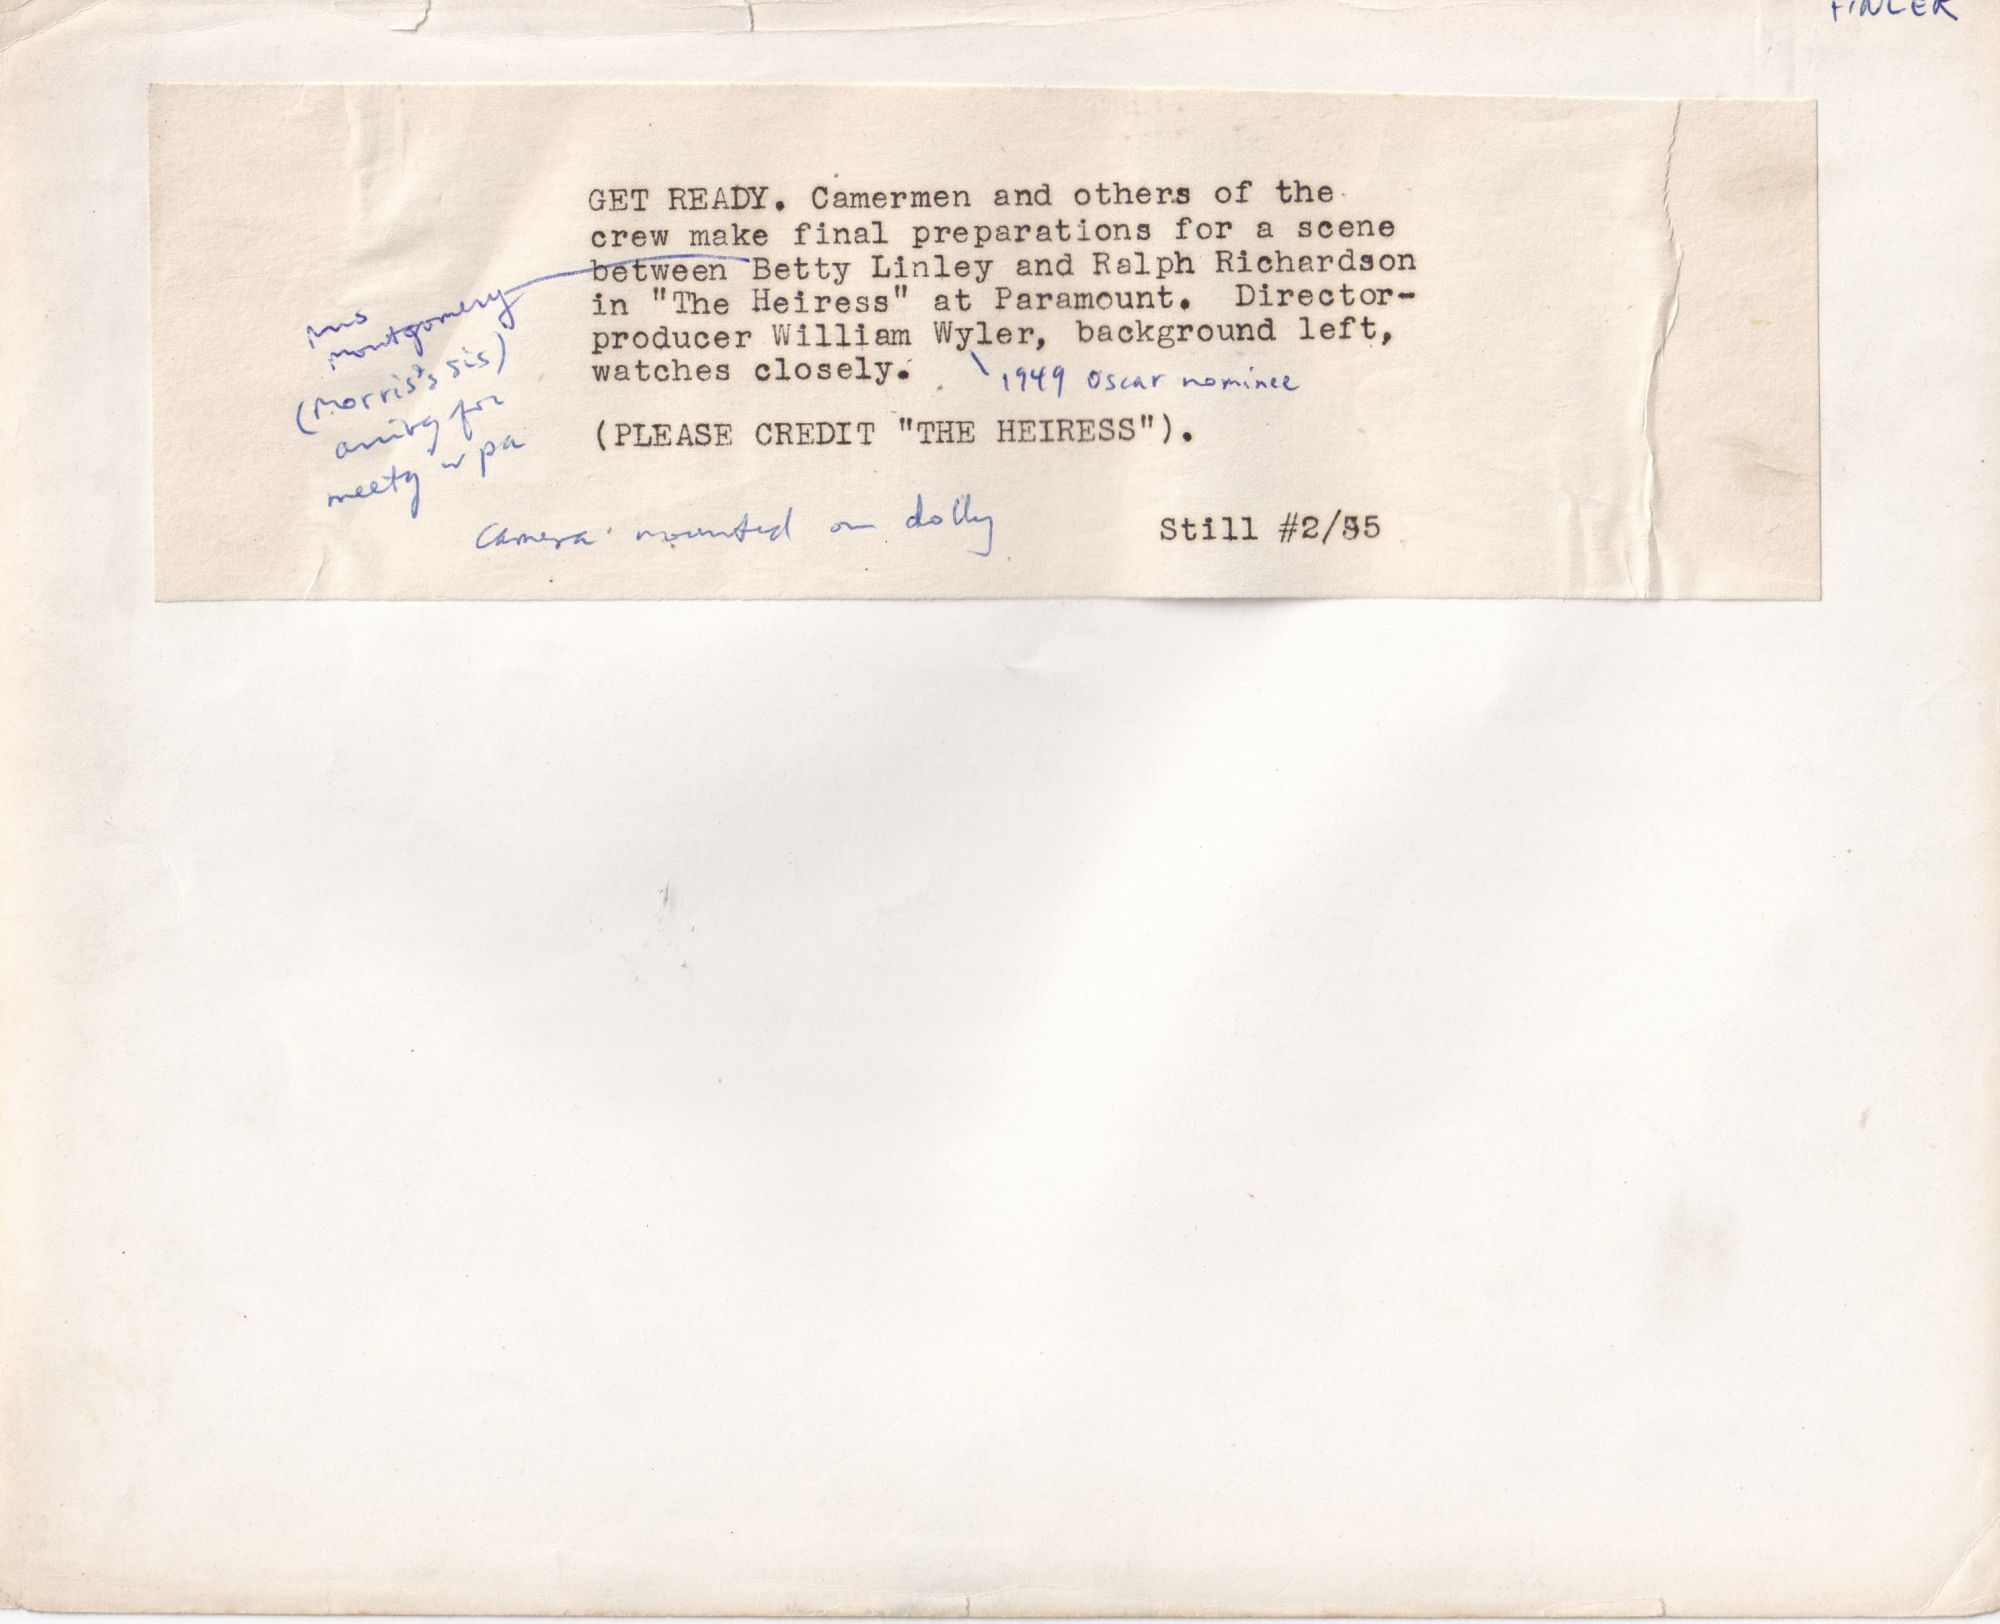 FINLER
GET READY. Camermen and others of the
crew make final preparations for a scene
between Betty Linley and Ralph Richardson
in "The Heiress" at Paramount. Director-
producer William Wyler, background left,
watches closely.
1949 Oscar nominee
(PLEASE CREDIT "THE HEIRESS").
Mrs
Montgomery
(Morris's sis)
arrivg for
meetg w pa
Camera mounted on dolly
Still #2/55